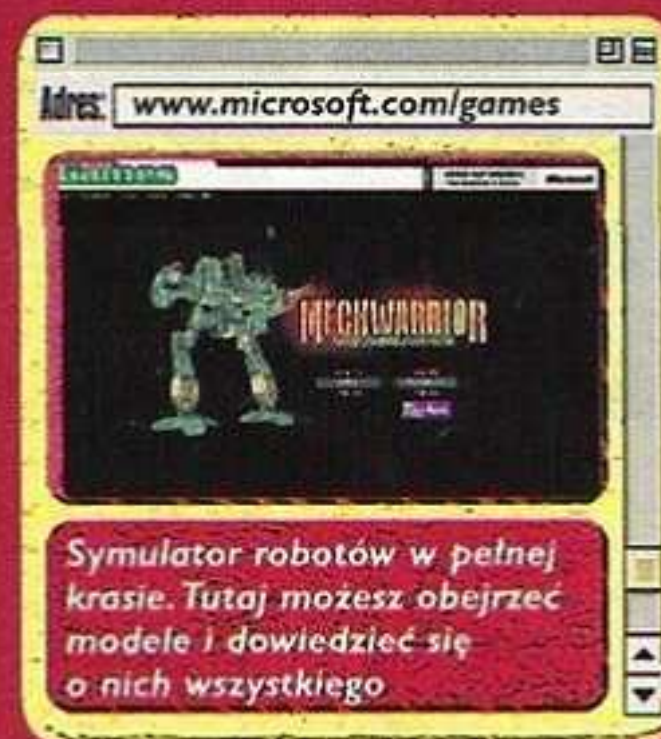 Adres: www.microsoft.com/games
MECHWARRIOR
Symulator robotów w pełnej
krasie. Tutaj możesz obejrzeć
modele i dowiedzieć się
o nich wszystkiego